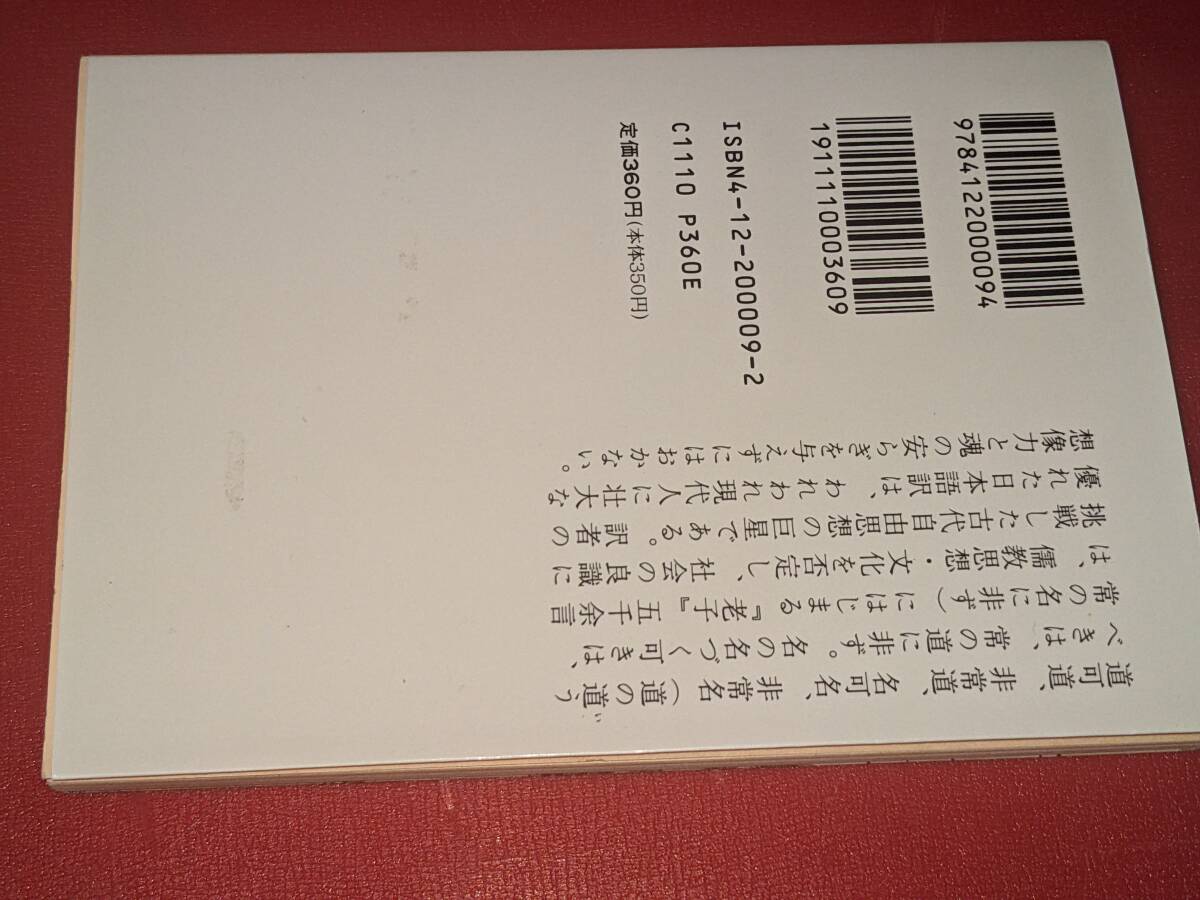 9784122000094
1911110003609
ISBN4-12-200009-2
C1110 P360E
定価360円(本体350円)
道可道、非常道、名可名、非常名（道の道う
い
べきは、常の道に非ず。名の名づく可きは、
常の名に非ず）にはじまる『老子』五千余言
は、儒教思想・文化を否定し、社会の良識に
挑戦した古代自由思想の巨星である。訳者の
優れた日本語訳は、われわれ現代人に壮大な
想像力と魂の安らぎを与えずにはおかない。